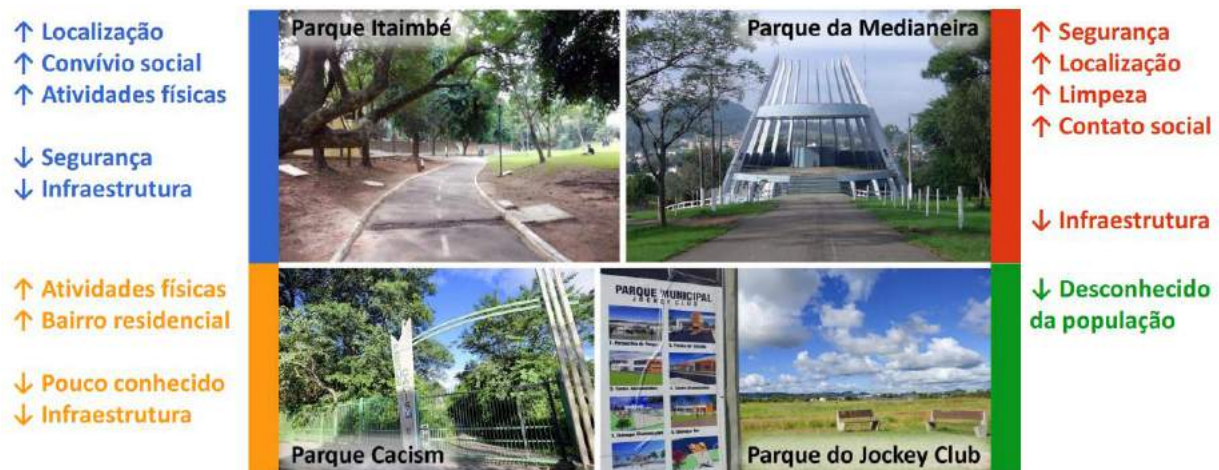 ↑ Localização
↑ Convívio social
↑ Atividades físicas
↓ Segurança
↓ Infraestrutura
Parque Itaimbé
Parque da Medianeira
↑ Segurança
↑ Localização
↑ Limpeza
↑ Contato social
↓ Infraestrutura
↑ Atividades físicas
↑ Bairro residencial
↓ Pouco conhecido
↓ Infraestrutura
Parque Cacism
PARQUE MUNICIPAL
JOCKEY CLUB
Parque do Jockey Club
↓ Desconhecido
da população